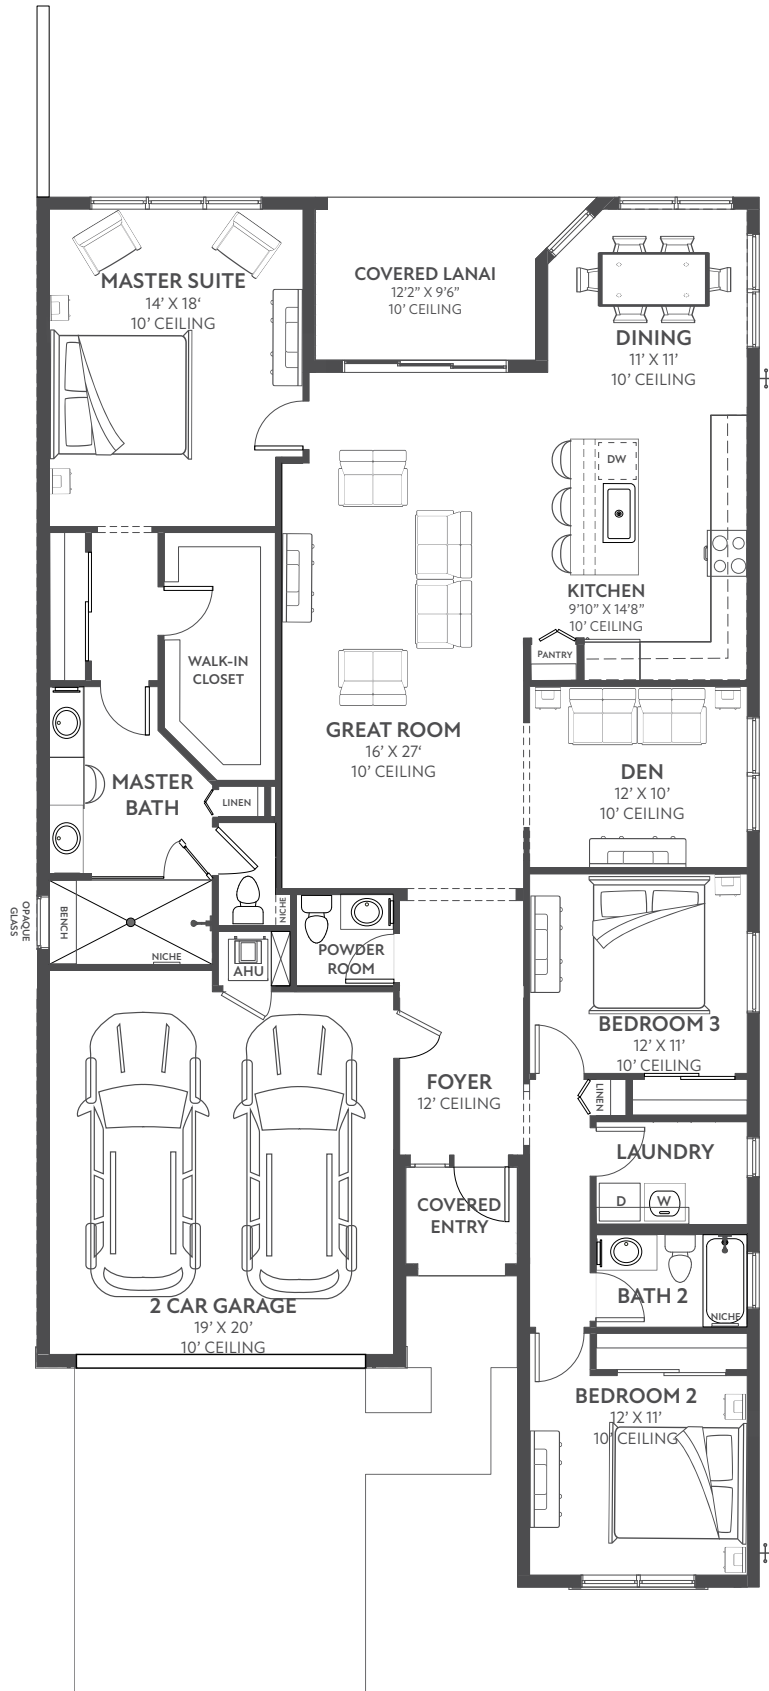 MASTER SUITE
14’ X 18‘
10’ CEILING
COVERED LANAI
12’2” X 9’6”
10’ CEILING
DINING
11’ X 11’
10’ CEILING
DW
KITCHEN
9’10” X 14’8”
10’ CEILING
PANTRY
WALK-IN
CLOSET
GREAT ROOM
16’ X 27‘
10’ CEILING
DEN
12’ X 10’
10’ CEILING
MASTER
BATH
LINEN
OPAQUE
GLASS
BENCH
NICHE
NICHE
AHU
POWDER
ROOM
BEDROOM 3
12’ X 11’
10’ CEILING
FOYER
12’ CEILING
LINEN
LAUNDRY
D
W
COVERED
ENTRY
BATH 2
NICHE
2 CAR GARAGE
19’ X 20’
10’ CEILING
BEDROOM 2
12’ X 11’
10’ CEILING